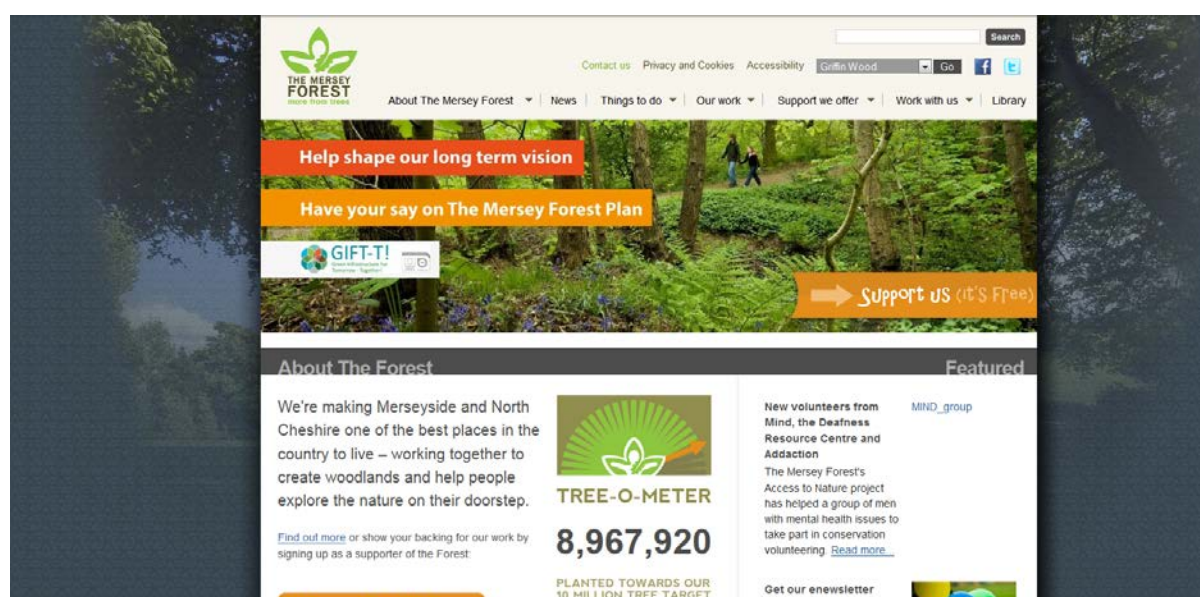 Search
THE MERSEY
FOREST
more from trees
Contact us Privacy and Cookies Accessibility Griffin Wood Go
About The Mersey Forest News Things to do Our work Support we offer Work with us Library
Help shape our long term vision
Have your say on The Mersey Forest Plan
GIFT-T!
Support us (it's Free)
About The Forest
Featured
We're making Merseyside and North
Cheshire one of the best places in the
country to live – working together to
create woodlands and help people
explore the nature on their doorstep.
Find out more or show your backing for our work by
signing up as a supporter of the Forest:
TREE-O-METER
8,967,920
PLANTED TOWARDS OUR
10 MILLION TREE TARGET
New volunteers from
Mind, the Deafness
Resource Centre and
Addaction
MIND_group
The Mersey Forest's
Access to Nature project
has helped a group of men
with mental health issues to
take part in conservation
volunteering. Read more...
Get our enewsletter